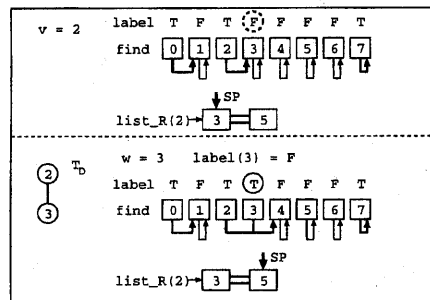 v = 2
label T F T F F F F T
find 0 1 2 3 4 5 6 7
SP
list_R(2) 3 5
2
3
T_D
w = 3 label(3) = F
label T F T T F F F T
find 0 1 2 3 4 5 6 7
SP
list_R(2) 3 5